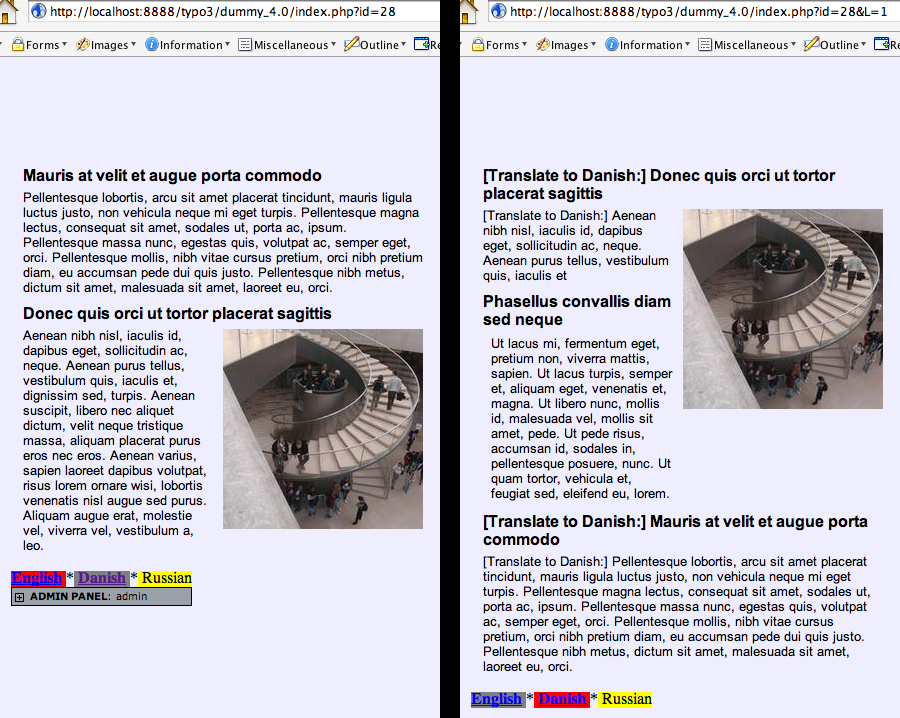 http://localhost:8888/typo3/dummy_4.0/index.php?id=28
Forms Images Information Miscellaneous Outline
Mauris at velit et augue porta commodo
Pellentesque lobortis, arcu sit amet placerat tincidunt, mauris ligula
luctus justo, non vehicula neque mi eget turpis. Pellentesque magna
lectus, consequat sit amet, sodales ut, porta ac, ipsum.
Pellentesque massa nunc, egestas quis, volutpat ac, semper eget,
orci. Pellentesque mollis, nibh vitae cursus pretium, orci nibh pretium
diam, eu accumsan pede dui quis justo. Pellentesque nibh metus,
dictum sit amet, malesuada sit amet, laoreet eu, orci.
Donec quis orci ut tortor placerat sagittis
Aenean nibh nisl, iaculis id,
dapibus eget, sollicitudin ac,
neque. Aenean purus tellus,
vestibulum quis, iaculis et,
dignissim sed, turpis. Aenean
suscipit, libero nec aliquet
dictum, velit neque tristique
massa, aliquam placerat purus
eros nec eros. Aenean varius,
sapien laoreet dapibus volutpat,
risus lorem ornare wisi, lobortis
venenatis nisl augue sed purus.
Aliquam augue erat, molestie
vel, viverra vel, vestibulum a,
leo.
English * Danish * Russian
ADMIN PANEL: admin
http://localhost:8888/typo3/dummy_4.0/index.php?id=28&L=1
Forms Images Information Miscellaneous Outline
[Translate to Danish:] Donec quis orci ut tortor
placerat sagittis
[Translate to Danish:] Aenean
nibh nisl, iaculis id, dapibus
eget, sollicitudin ac, neque.
Aenean purus tellus, vestibulum
quis, iaculis et
Phasellus convallis diam
sed neque
Ut lacus mi, fermentum eget,
pretium non, viverra mattis,
sapien. Ut lacus turpis, semper
et, aliquam eget, venenatis et,
magna. Ut libero nunc, mollis
id, malesuada vel, mollis sit
amet, pede. Ut pede risus,
accumsan id, sodales in,
pellentesque posuere, nunc. Ut
quam tortor, vehicula et,
feugiat sed, eleifend eu, lorem.
[Translate to Danish:] Mauris at velit et augue porta
commodo
[Translate to Danish:] Pellentesque lobortis, arcu sit amet placerat
tincidunt, mauris ligula luctus justo, non vehicula neque mi eget
turpis. Pellentesque magna lectus, consequat sit amet, sodales ut,
porta ac, ipsum. Pellentesque massa nunc, egestas quis, volutpat
ac, semper eget, orci. Pellentesque mollis, nibh vitae cursus
pretium, orci nibh pretium diam, eu accumsan pede dui quis justo.
Pellentesque nibh metus, dictum sit amet, malesuada sit amet,
laoreet eu, orci.
English * Danish * Russian